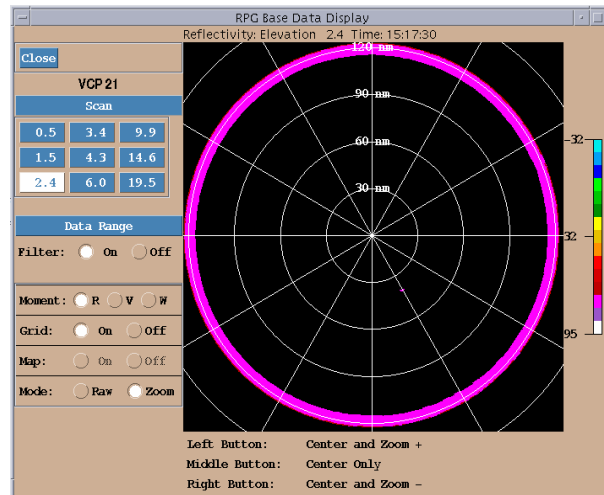 RPG Base Data Display
Reflectivity: Elevation 2.4 Time: 15:17:30
Close
VCP 21
Scan
0.5 3.4 9.9
1.5 4.3 14.6
2.4 6.0 19.5
Data Range
Filter: On Off
Moment: R V W
Grid: On Off
Map: On Off
Mode: Raw Zoom
120 nm
90 nm
60 nm
30 nm
-32
32
95
Left Button: Center and Zoom +
Middle Button: Center Only
Right Button: Center and Zoom -